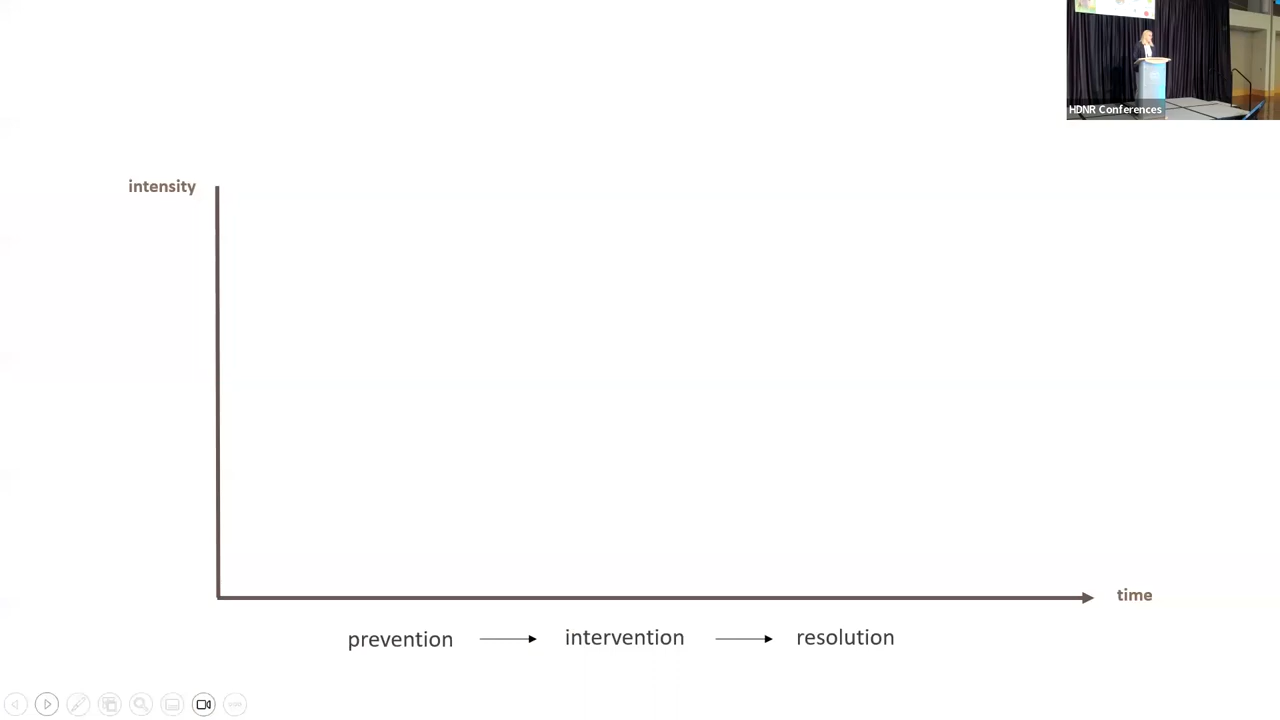 HDNR Conferences
intensity
time
prevention → intervention → resolution